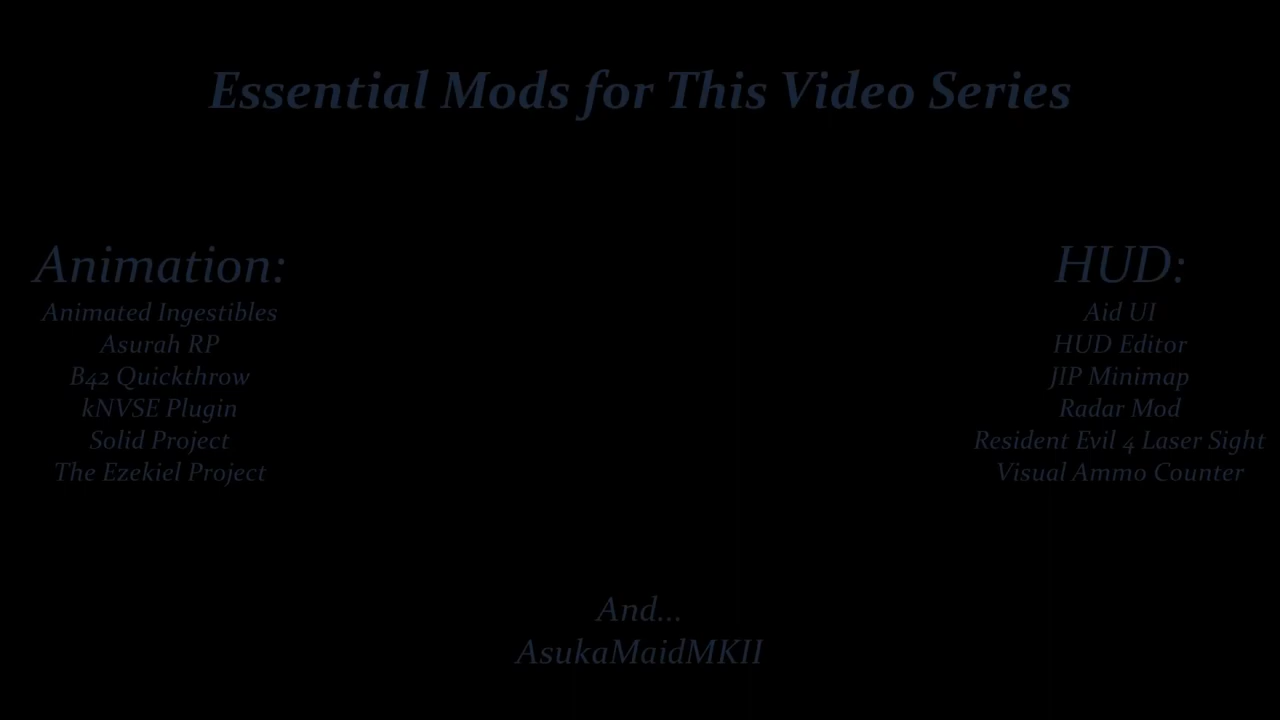 Essential Mods for This Video Series
Animation:
Animated Ingestibles
Asurah RP
B42 Quickthrow
kNVSE Plugin
Solid Project
The Ezekiel Project
HUD:
Aid UI
HUD Editor
JIP Minimap
Radar Mod
Resident Evil 4 Laser Sight
Visual Ammo Counter
And...
AsukaMaidMKII